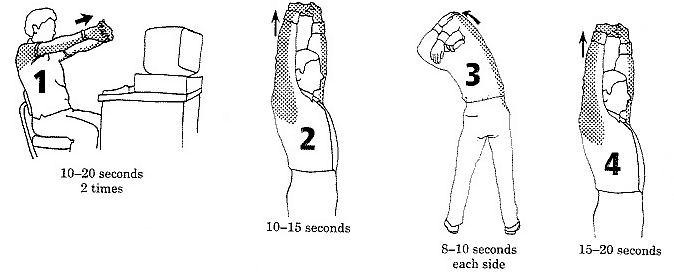 1
10–20 seconds
2 times
2
10–15 seconds
3
8–10 seconds
each side
4
15–20 seconds